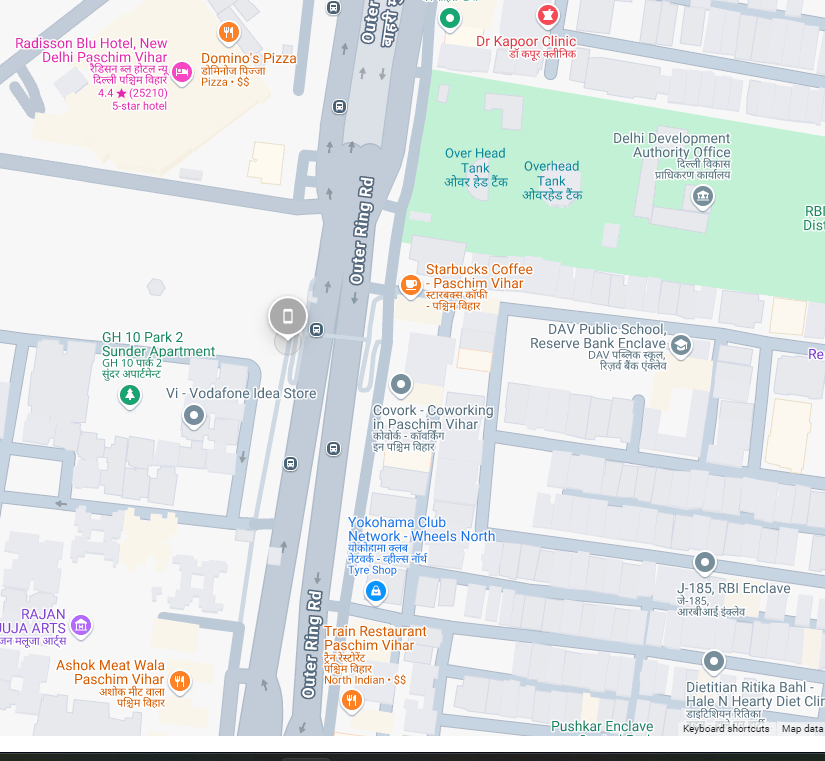 Outer
बाहरी
Dr Kapoor Clinic
डॉ कपूर क्लीनिक
Radisson Blu Hotel, New
Delhi Paschim Vihar
रेडिसन ब्लू होटल न्यू
दिल्ली पश्चिम विहार
4.4 ★ (25210)
5-star hotel
Domino's Pizza
डोमिनोज पिज्जा
Pizza • $$
Over Head
Tank
ओवर हेड टैंक
Overhead
Tank
ओवरहेड टैंक
Delhi Development
Authority Office
दिल्ली विकास
प्राधिकरण कार्यालय
RBI
Dist
Outer Ring Rd
Starbucks Coffee
- Paschim Vihar
स्टारबक्स कॉफी
- पश्चिम विहार
GH 10 Park 2
Sunder Apartment
GH 10 पार्क 2
सुंदर अपार्टमेन्ट
DAV Public School,
Reserve Bank Enclave
DAV पब्लिक स्कूल,
रिज़र्व बैंक एंक्लेव
Re
Vi - Vodafone Idea Store
Covork - Coworking
in Paschim Vihar
कोवोर्क - कॉवर्किंग
इन पश्चिम विहार
Yokohama Club
Network - Wheels North
योकोहामा क्लब
नेटवर्क - व्हील्स नॉर्थ
Tyre Shop
J-185, RBI Enclave
जे-185,
आरबीआई इंक्लेव
RAJAN
UJA ARTS
जन मलूजा आर्ट्स
Outer Ring Rd
Train Restaurant
Paschim Vihar
ट्रेन रेस्टोरेंट
पश्चिम विहार
North Indian • $$
Ashok Meat Wala
Paschim Vihar
अशोक मीट वाला
पश्चिम विहार
Dietitian Ritika Bahl -
Hale N Hearty Diet Clin
डाइटिशियन रितिका
Pushkar Enclave
Keyboard shortcuts
Map data